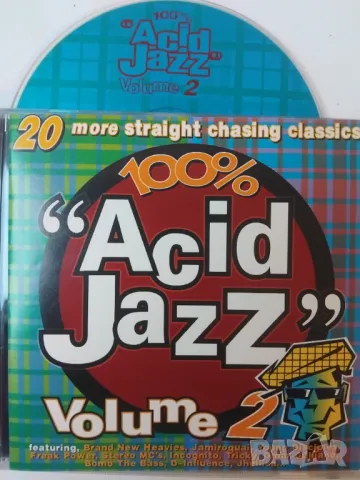 100%
"Acid
Jazz"
Volume 2
20 more straight chasing classics
100%
"Acid
Jazz"
Volume 2
featuring, Brand New Heavies, Jamiroquai,
Freak Power, Stereo MC's, Incognito,
Bomb The Bass, D-Influence,
BAZAR